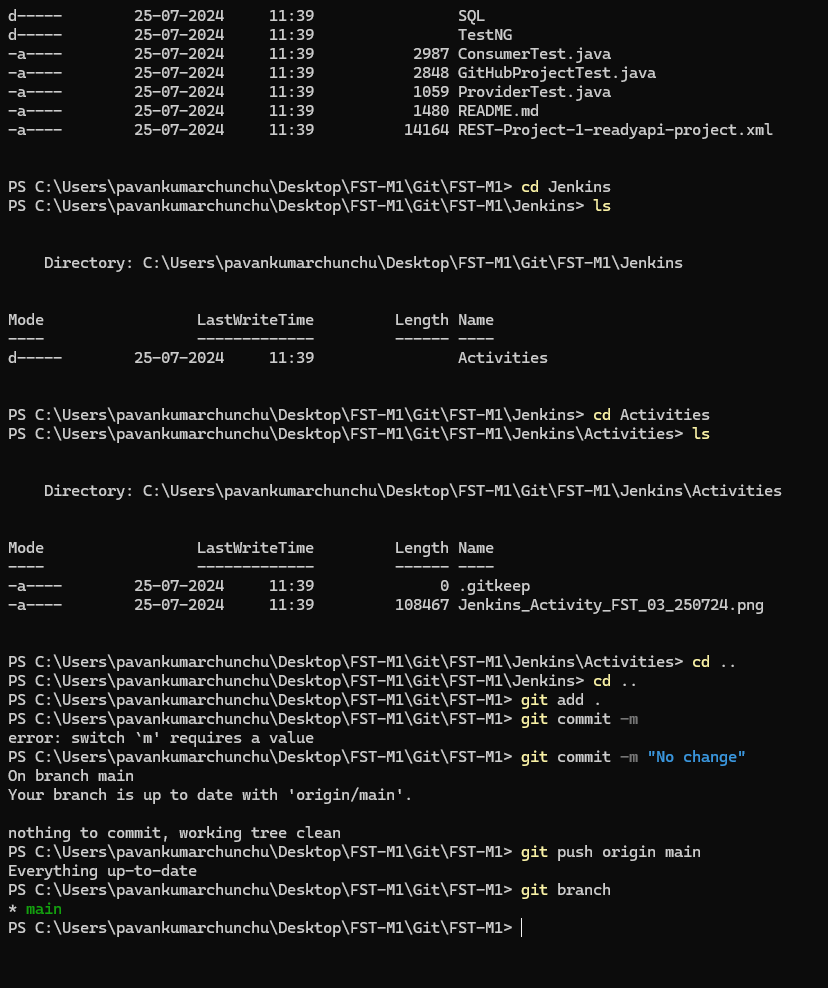 d-----        25-07-2024     11:39                SQL
d-----        25-07-2024     11:39                TestNG
-a----        25-07-2024     11:39           2987 ConsumerTest.java
-a----        25-07-2024     11:39           2848 GitHubProjectTest.java
-a----        25-07-2024     11:39           1059 ProviderTest.java
-a----        25-07-2024     11:39           1480 README.md
-a----        25-07-2024     11:39          14164 REST-Project-1-readyapi-project.xml
PS C:\Users\pavankumarchunchu\Desktop\FST-M1\Git\FST-M1> cd Jenkins
PS C:\Users\pavankumarchunchu\Desktop\FST-M1\Git\FST-M1\Jenkins> ls
    Directory: C:\Users\pavankumarchunchu\Desktop\FST-M1\Git\FST-M1\Jenkins
Mode                 LastWriteTime         Length Name
----                 -------------         ------ ----
d-----        25-07-2024     11:39                Activities
PS C:\Users\pavankumarchunchu\Desktop\FST-M1\Git\FST-M1\Jenkins> cd Activities
PS C:\Users\pavankumarchunchu\Desktop\FST-M1\Git\FST-M1\Jenkins\Activities> ls
    Directory: C:\Users\pavankumarchunchu\Desktop\FST-M1\Git\FST-M1\Jenkins\Activities
Mode                 LastWriteTime         Length Name
----                 -------------         ------ ----
-a----        25-07-2024     11:39              0 .gitkeep
-a----        25-07-2024     11:39         108467 Jenkins_Activity_FST_03_250724.png
PS C:\Users\pavankumarchunchu\Desktop\FST-M1\Git\FST-M1\Jenkins\Activities> cd ..
PS C:\Users\pavankumarchunchu\Desktop\FST-M1\Git\FST-M1\Jenkins> cd ..
PS C:\Users\pavankumarchunchu\Desktop\FST-M1\Git\FST-M1> git add .
PS C:\Users\pavankumarchunchu\Desktop\FST-M1\Git\FST-M1> git commit -m
error: switch `m' requires a value
PS C:\Users\pavankumarchunchu\Desktop\FST-M1\Git\FST-M1> git commit -m "No change"
On branch main
Your branch is up to date with 'origin/main'.
nothing to commit, working tree clean
PS C:\Users\pavankumarchunchu\Desktop\FST-M1\Git\FST-M1> git push origin main
Everything up-to-date
PS C:\Users\pavankumarchunchu\Desktop\FST-M1\Git\FST-M1> git branch
* main
PS C:\Users\pavankumarchunchu\Desktop\FST-M1\Git\FST-M1>